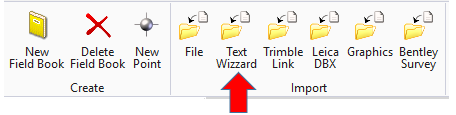 New Field Book
Delete Field Book
New Point
File
Text Wizard
Trimble Link
Leica DBX
Graphics
Bentley Survey
Create
Import